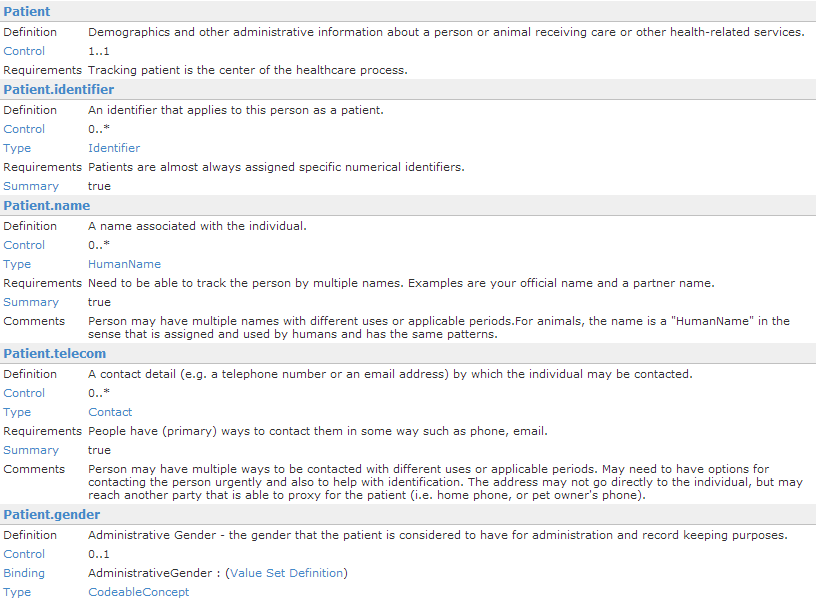 Patient
Definition Demographics and other administrative information about a person or animal receiving care or other health-related services.
Control 1..1
Requirements Tracking patient is the center of the healthcare process.
Patient.identifier
Definition An identifier that applies to this person as a patient.
Control 0..*
Type Identifier
Requirements Patients are almost always assigned specific numerical identifiers.
Summary true
Patient.name
Definition A name associated with the individual.
Control 0..*
Type HumanName
Requirements Need to be able to track the person by multiple names. Examples are your official name and a partner name.
Summary true
Comments Person may have multiple names with different uses or applicable periods.For animals, the name is a "HumanName" in the
sense that is assigned and used by humans and has the same patterns.
Patient.telecom
Definition A contact detail (e.g. a telephone number or an email address) by which the individual may be contacted.
Control 0..*
Type Contact
Requirements People have (primary) ways to contact them in some way such as phone, email.
Summary true
Comments Person may have multiple ways to be contacted with different uses or applicable periods. May need to have options for
contacting the person urgently and also to help with identification. The address may not go directly to the individual, but may
reach another party that is able to proxy for the patient (i.e. home phone, or pet owner's phone).
Patient.gender
Definition Administrative Gender - the gender that the patient is considered to have for administration and record keeping purposes.
Control 0..1
Binding AdministrativeGender : (Value Set Definition)
Type CodeableConcept